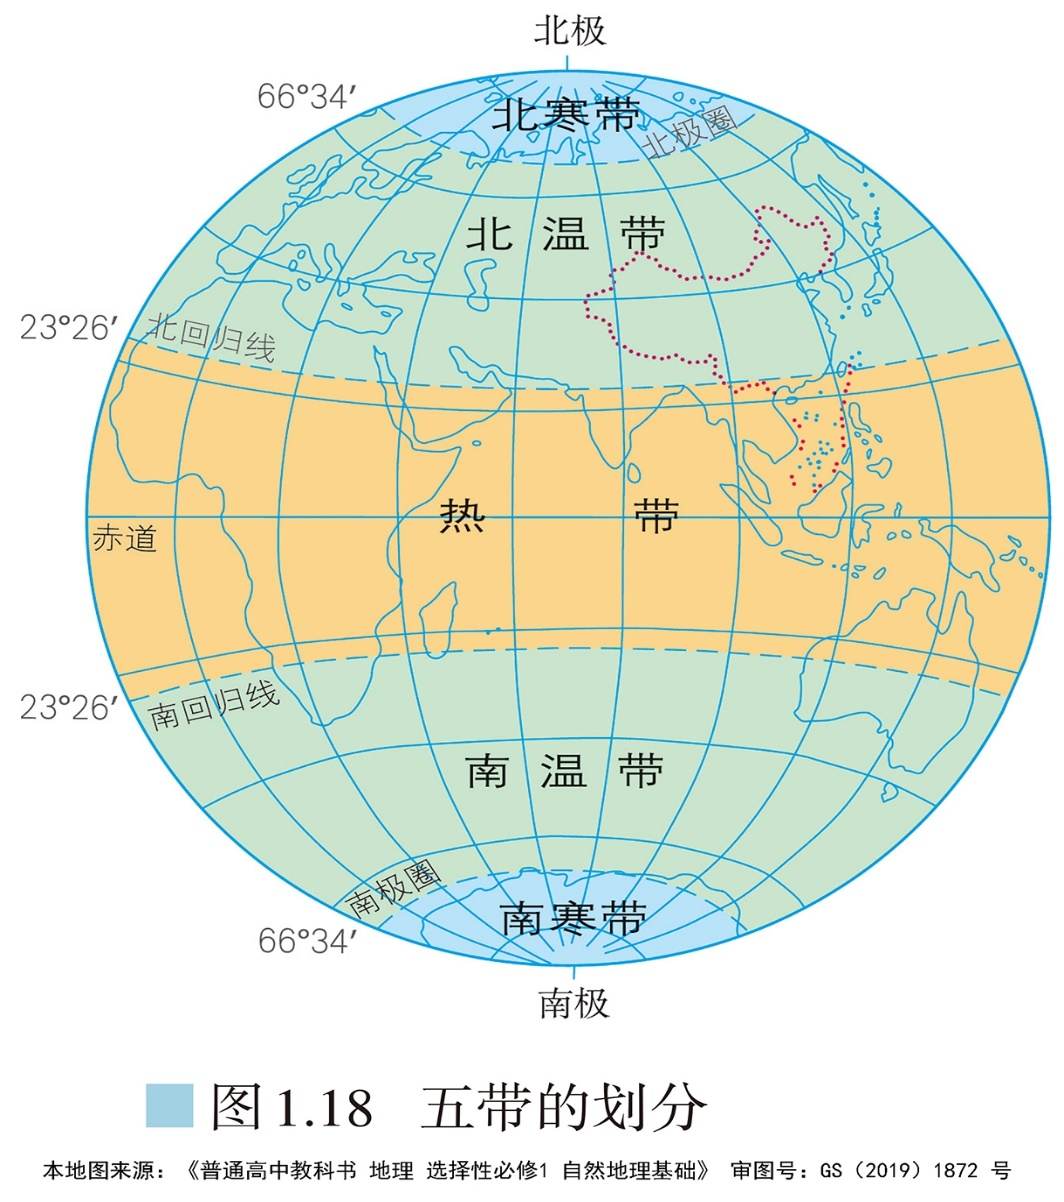 北极
66°34′
北寒带
北极圈
北温带
23°26′
北回归线
热带
赤道
23°26′
南回归线
南温带
南极圈
南寒带
66°34′
南极
图1.18 五带的划分
本地图来源：《普通高中教科书 地理 选择性必修1 自然地理基础》 审图号：GS（2019）1872 号